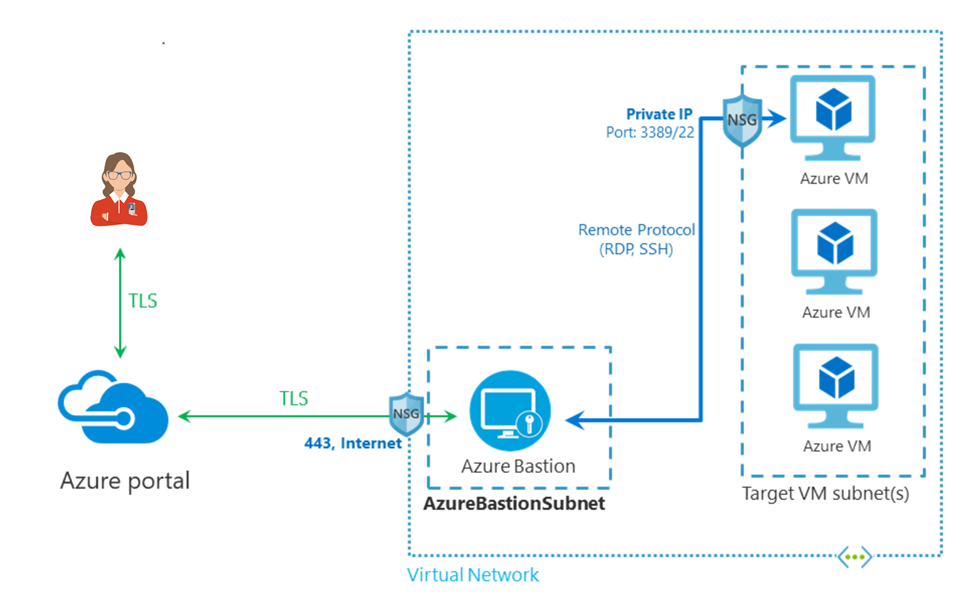 Private IP
Port: 3389/22
NSG
Azure VM
Remote Protocol
(RDP, SSH)
Azure VM
TLS
TLS
NSG
443, Internet
Azure VM
Azure Bastion
Azure portal
AzureBastionSubnet
Target VM subnet(s)
Virtual Network